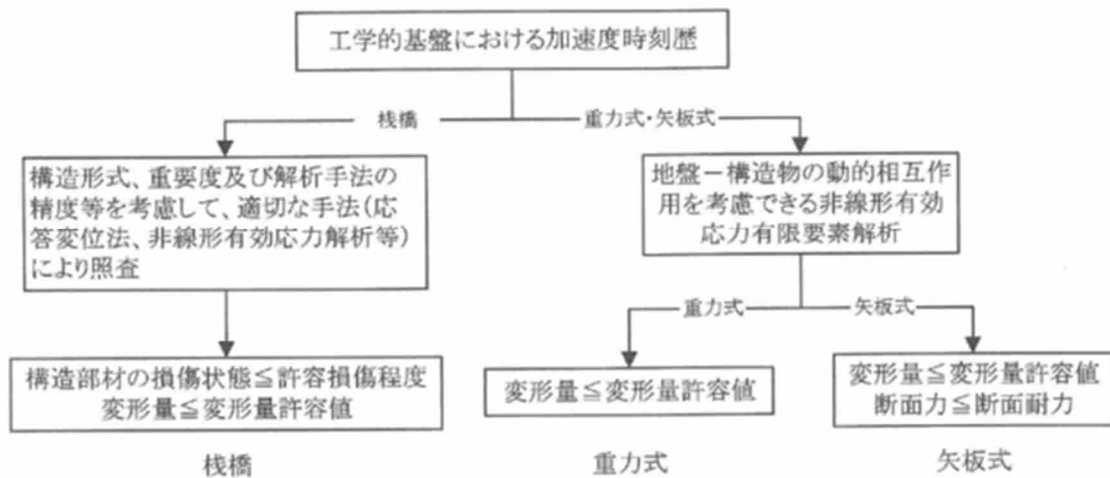 工学的基盤における加速度時刻歴
桟橋
重力式・矢板式
構造形式、重要度及び解析手法の
精度等を考慮して、適切な手法(応
答変位法、非線形有効応力解析等)
により照査
地盤－構造物の動的相互作
用を考慮できる非線形有効
応力有限要素解析
重力式
矢板式
構造部材の損傷状態≦許容損傷程度
変形量≦変形量許容値
変形量≦変形量許容値
変形量≦変形量許容値
断面力≦断面耐力
桟橋
重力式
矢板式